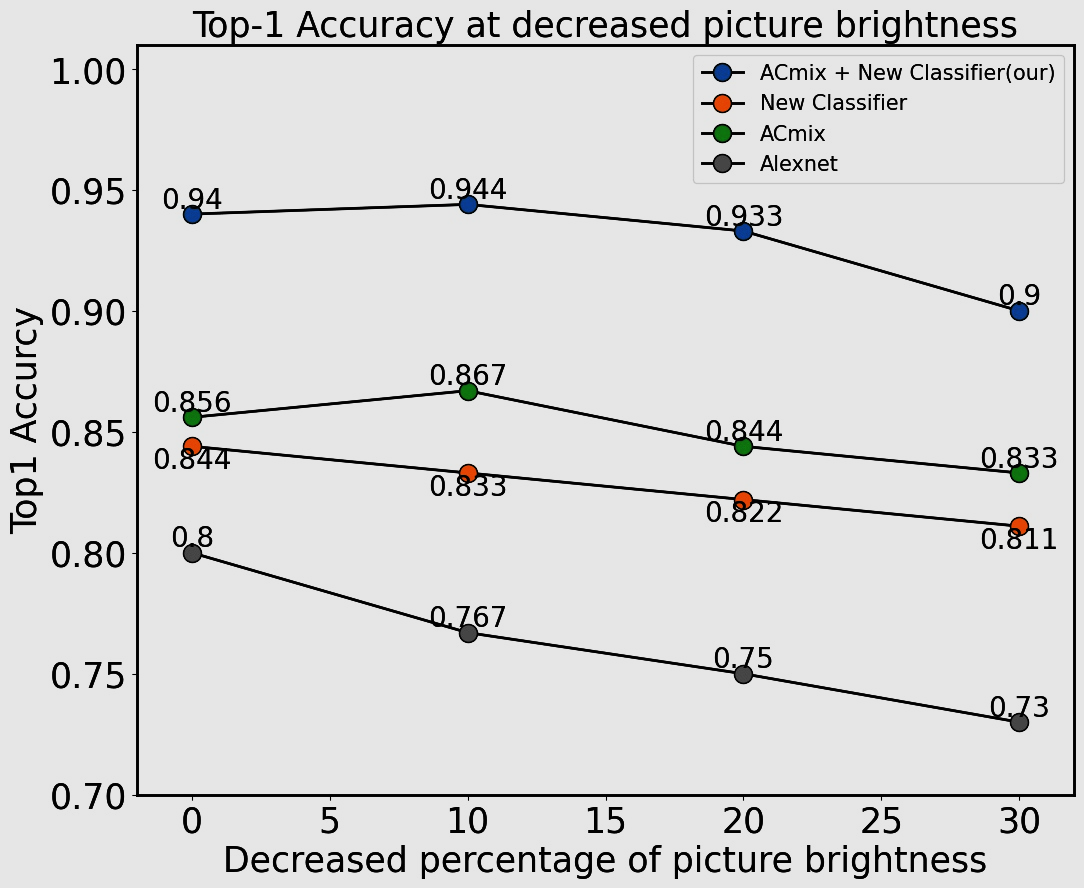 Top-1 Accuracy at decreased picture brightness
ACmix + New Classifier(our)
New Classifier
ACmix
Alexnet
Top1 Accurcy
1.00
0.95
0.90
0.85
0.80
0.75
0.70
0.94
0.944
0.933
0.9
0.856
0.867
0.844
0.833
0.844
0.833
0.822
0.811
0.8
0.767
0.75
0.73
0 5 10 15 20 25 30
Decreased percentage of picture brightness